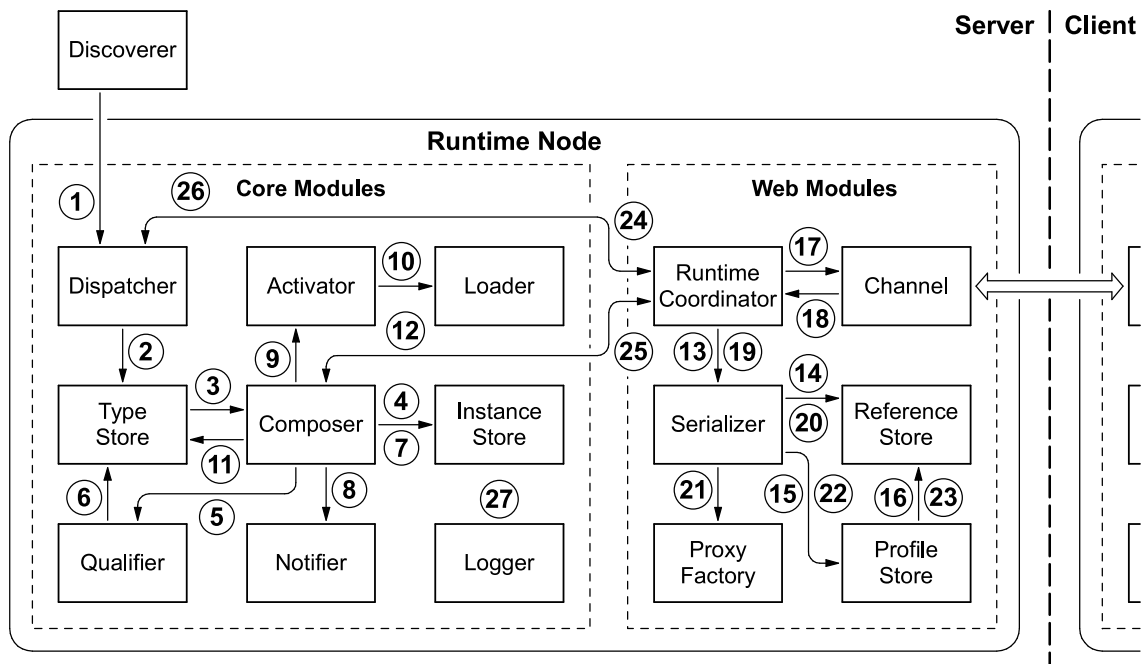 Server
Client
Discoverer
Runtime Node
Core Modules
Web Modules
1
26
24
17
Dispatcher
Activator
10
Loader
Runtime
Coordinator
Channel
18
2
9
12
25
13
19
3
4
14
Type
Store
Composer
Instance
Store
Serializer
20
Reference
Store
11
7
6
5
8
27
21
15
22
16
23
Qualifier
Notifier
Logger
Proxy
Factory
Profile
Store